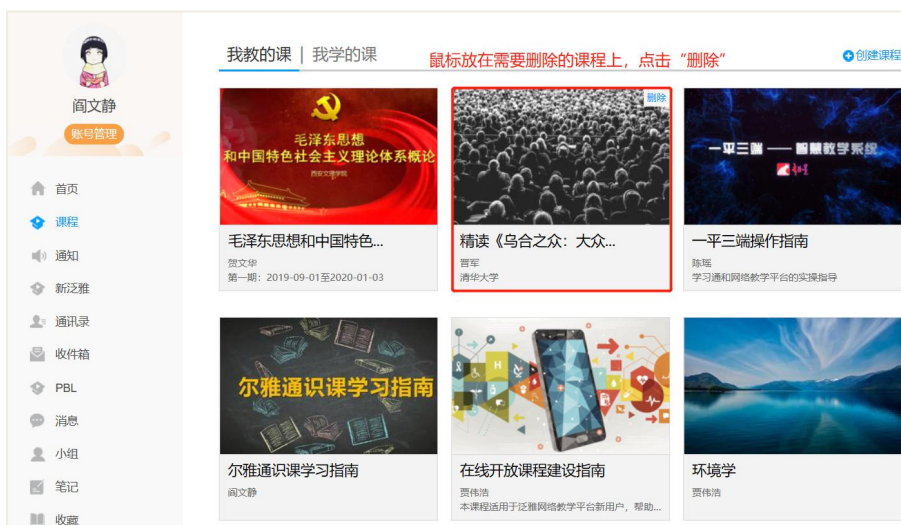 我教的课 | 我学的课
鼠标放在需要删除的课程上，点击“删除”
创建课程
阎文静
账号管理
首页
课程
通知
新泛雅
通讯录
收件箱
PBL
消息
小组
笔记
收藏
毛泽东思想
和中国特色社会主义理论体系概论
西安文理学院
毛泽东思想和中国特色...
贺文华
第一期：2019-09-01至2020-01-03
删除
精读《乌合之众：大众...
晋军
清华大学
一平三端 —— 智慧教学系统
一平三端操作指南
陈瑶
学习通和网络教学平台的实操指导
尔雅通识课学习指南
尔雅通识课学习指南
阎文静
在线开放课程建设指南
贾伟浩
本课程适用于泛雅网络教学平台新用户，帮助...
环境学
贾伟浩